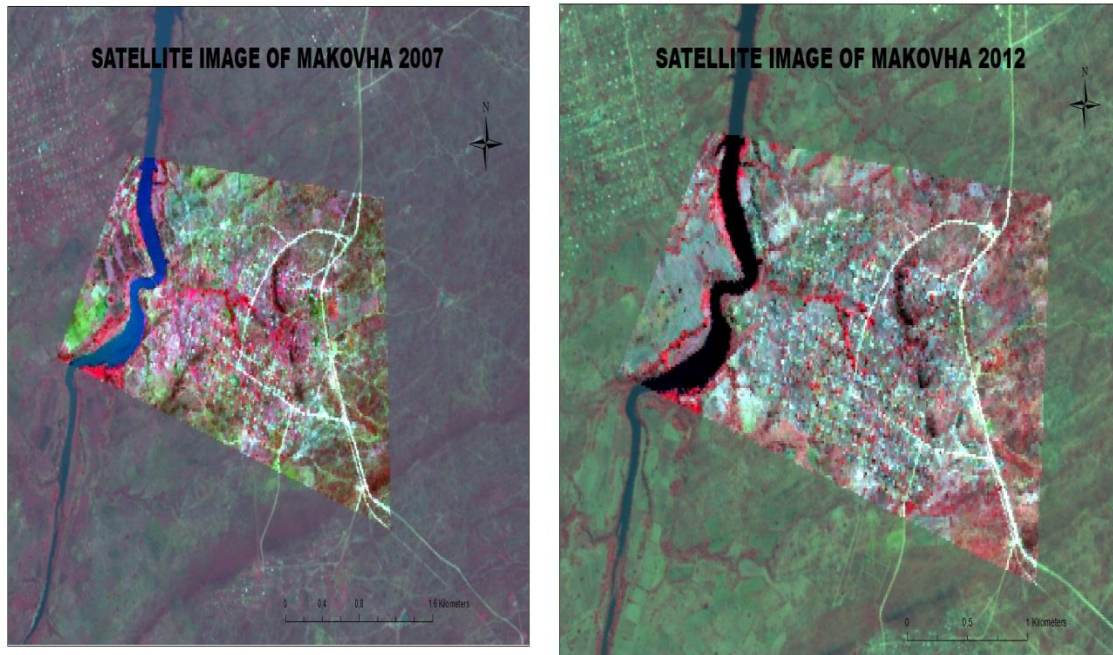 SATELLITE IMAGE OF MAKOVHA 2007
N
0 0.4 0.8 1.6 Kilometers
SATELLITE IMAGE OF MAKOVHA 2012
N
0 0.5 1 Kilometers